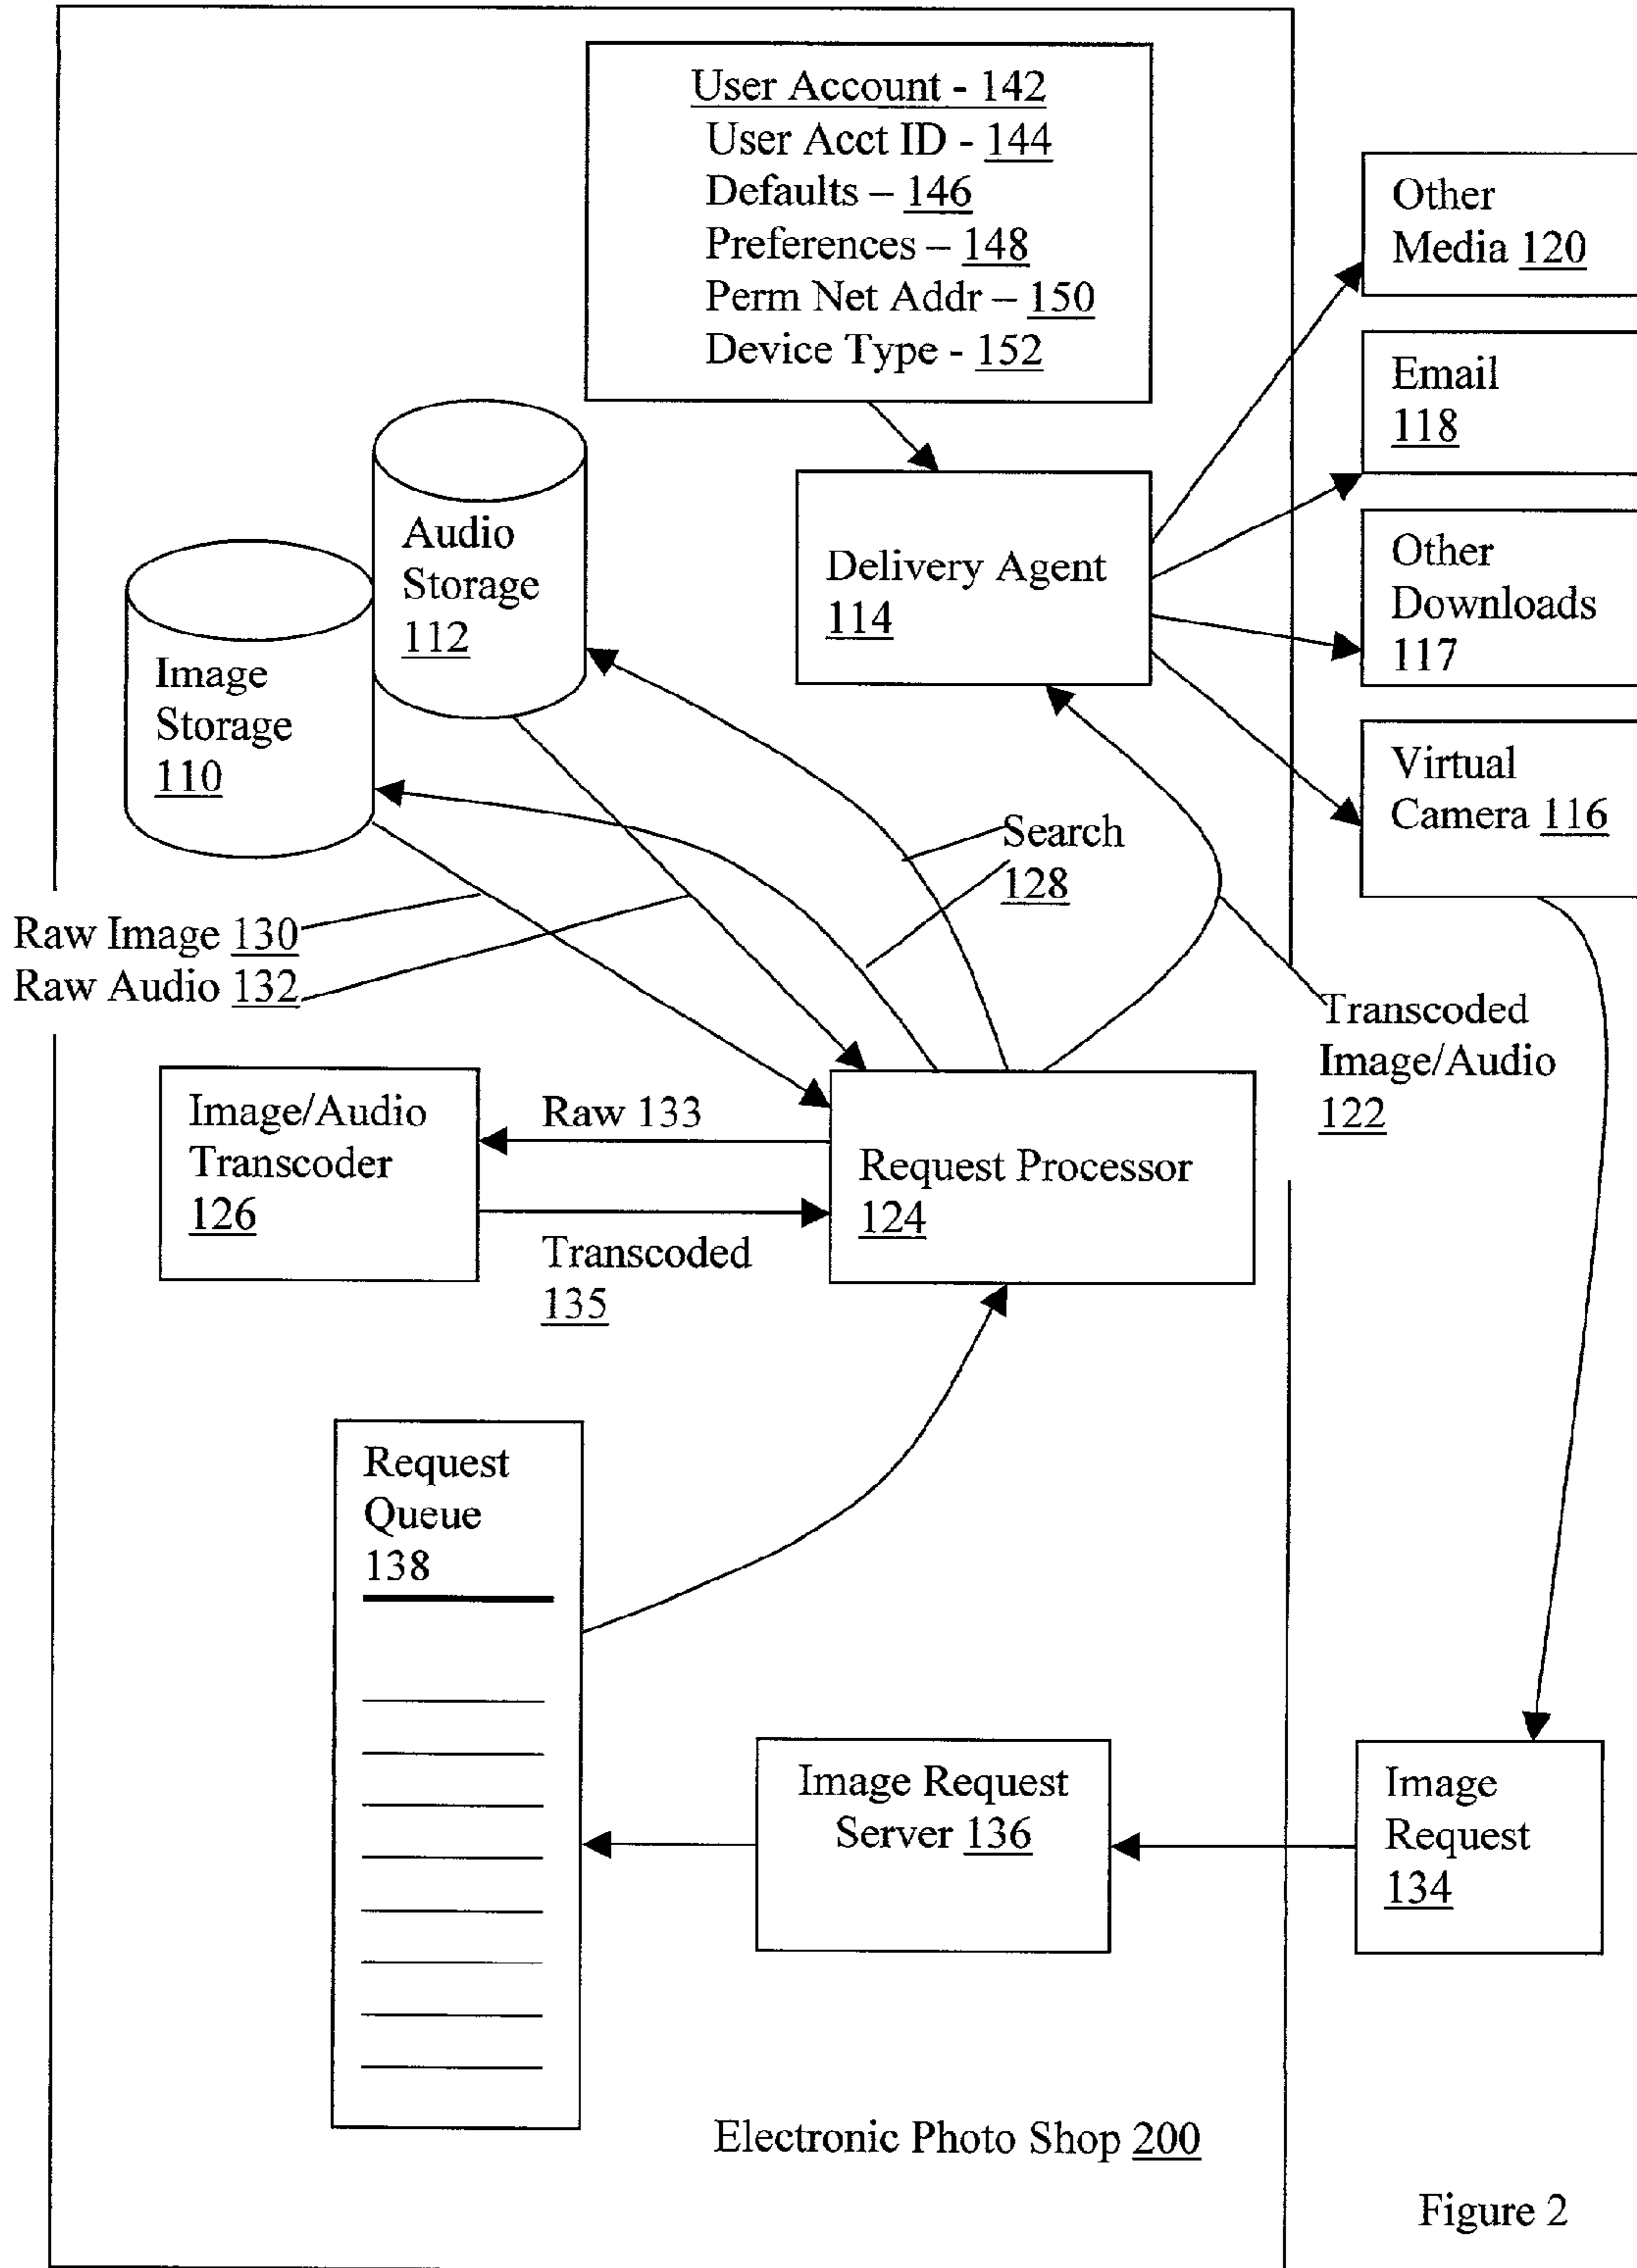 User Account - 142
User Acct ID - 144
Defaults – 146
Preferences – 148
Perm Net Addr – 150
Device Type - 152
Other
Media 120
Email
118
Other
Downloads
117
Virtual
Camera 116
Delivery Agent
114
Audio
Storage
112
Image
Storage
110
Search
128
Raw Image 130
Raw Audio 132
Transcoded
Image/Audio
122
Image/Audio
Transcoder
126
Raw 133
Transcoded
135
Request Processor
124
Request
Queue
138
Image Request
Server 136
Image
Request
134
Electronic Photo Shop 200
Figure 2